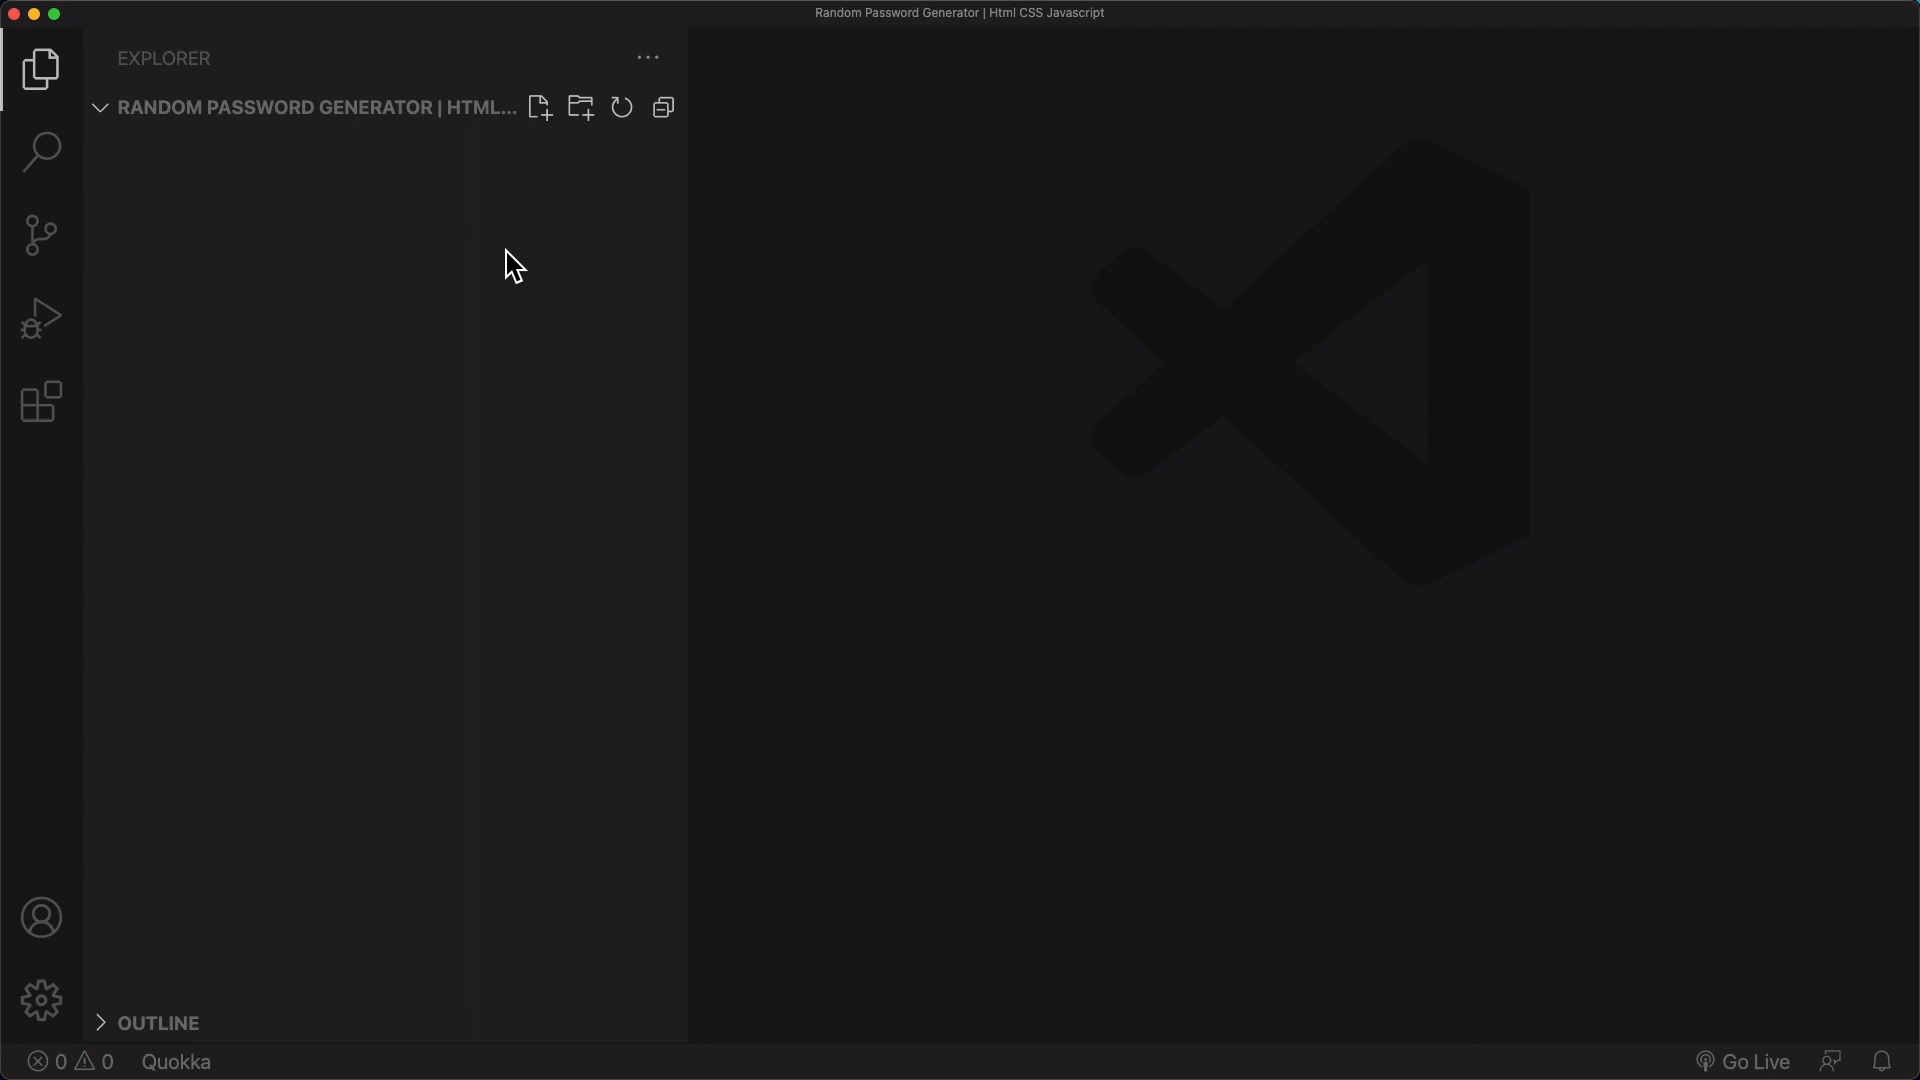 Random Password Generator | Html CSS Javascript
EXPLORER
RANDOM PASSWORD GENERATOR | HTML...
OUTLINE
0 0 Quokka
Go Live